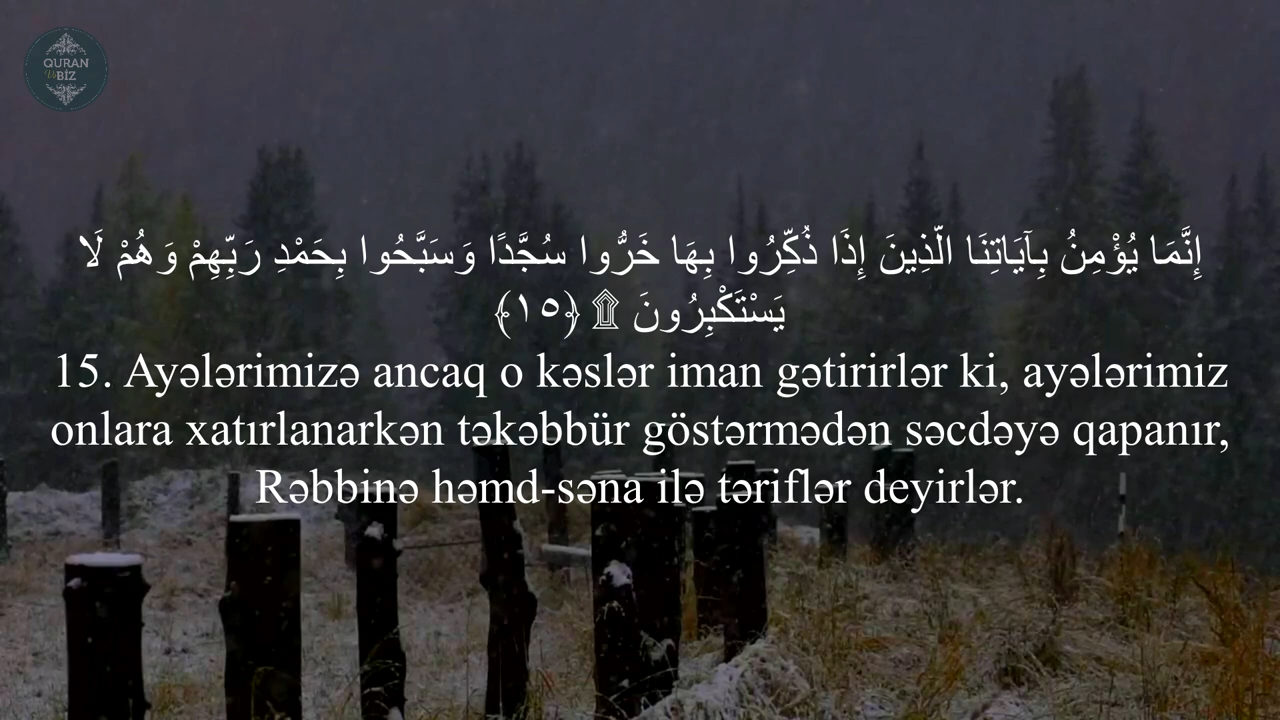 QURAN
Və BİZ
إِنَّمَا يُؤْمِنُ بِآيَاتِنَا الَّذِينَ إِذَا ذُكِّرُوا بِهَا خَرُّوا سُجَّدًا وَسَبَّحُوا بِحَمْدِ رَبِّهِمْ وَهُمْ لَا
يَسْتَكْبِرُونَ ۩ ﴿١٥﴾
15. Ayələrimizə ancaq o kəslər iman gətirirlər ki, ayələrimiz
onlara xatırlanarkən təkəbbür göstərmədən səcdəyə qapanır,
Rəbbinə həmd-səna ilə təriflər deyirlər.